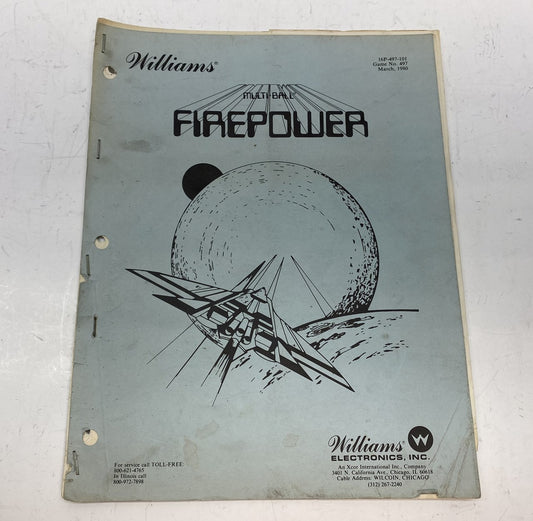 Williams®
16P-497-101
Game No. 497
March, 1980
MULTI-BALL®
FIREPOWER
For service call TOLL-FREE:
800-621-4765
In Illinois call
800-972-7898
Williams®
W
ELECTRONICS, INC.
An Xcor International Inc., Company
3401 N. California Ave., Chicago, IL 60618
Cable Address: WILCOIN, CHICAGO
(312) 267-2240